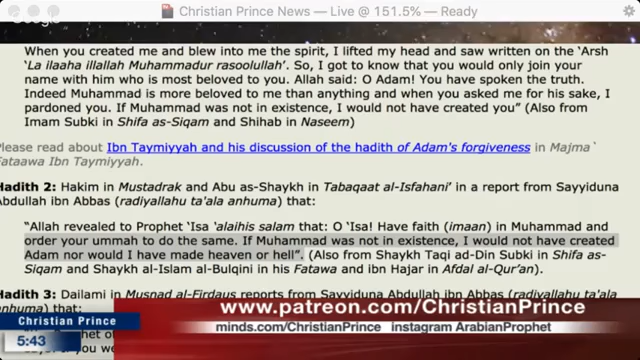 Christian Prince News — Live @ 151.5% — Ready
When you created me and blew into me the spirit, I lifted my head and saw written on the ‘Arsh
‘La ilaaha illallah Muhammadur rasoolullah’. So, I got to know that you would only join your
name with him who is most beloved to you. Allah said: O Adam! You have spoken the truth.
Indeed Muhammad is more beloved to me than anything and when you asked me for his sake, I
pardoned you. If Muhammad was not in existence, I would not have created you” (Also from
Imam Subki in Shifa as-Siqam and Shihab in Naseem)
Please read about Ibn Taymiyyah and his discussion of the hadith of Adam's forgiveness in Majma`
Fataawa Ibn Taymiyyah.
Hadith 2: Hakim in Mustadrak and Abu as-Shaykh in Tabaqaat al-Isfahani’ in a report from Sayyiduna
Abdullah ibn Abbas (radiyallahu ta'ala anhuma) that:
“Allah revealed to Prophet ‘Isa ‘alaihis salam that: O ‘Isa! Have faith (imaan) in Muhammad and
order your ummah to do the same. If Muhammad was not in existence, I would not have created
Adam nor would I have made heaven or hell”. (Also from Shaykh Taqi ad-Din Subki in Shifa as-
Siqam and Shaykh al-Islam al-Bulqini in his Fatawa and ibn Hajar in Afdal al-Qur’an).
Hadith 3: Dailami in Musnad al-Firdaus reports from Sayyiduna Abdullah ibn Abbas (radiyallahu ta'ala
anhuma) that:
www.patreon.com/ChristianPrince
Christian Prince
minds.com/ChristianPrince instagram ArabianProphet
5:43